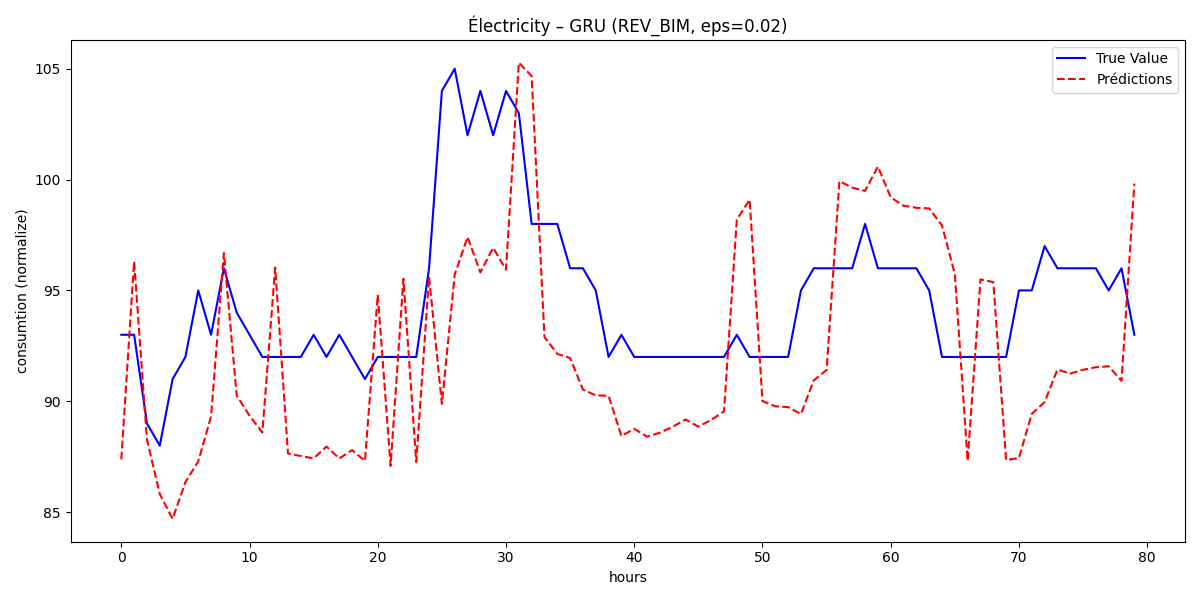 Électricity – GRU (REV_BIM, eps=0.02)
True Value
Prédictions
consumtion (normalize)
105
100
95
90
85
0 10 20 30 40 50 60 70 80
hours